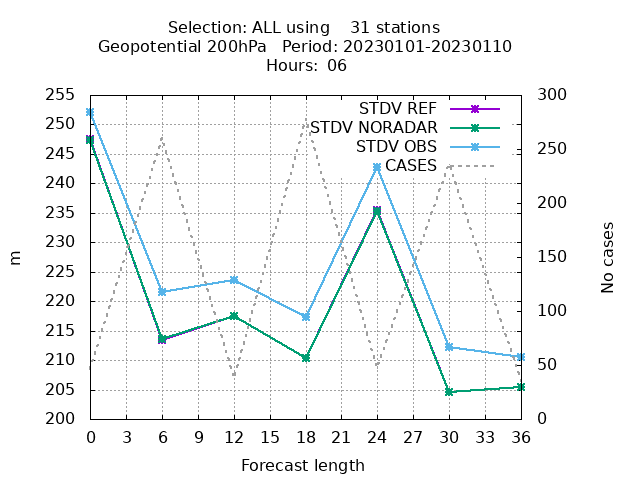 Selection: ALL using    31 stations
Geopotential 200hPa   Period: 20230101-20230110
Hours: 06
STDV REF
STDV NORADAR
STDV OBS
CASES
255
250
245
240
235
230
225
220
215
210
205
200
m
300
250
200
150
100
50
0
No cases
0 3 6 9 12 15 18 21 24 27 30 33 36
Forecast length